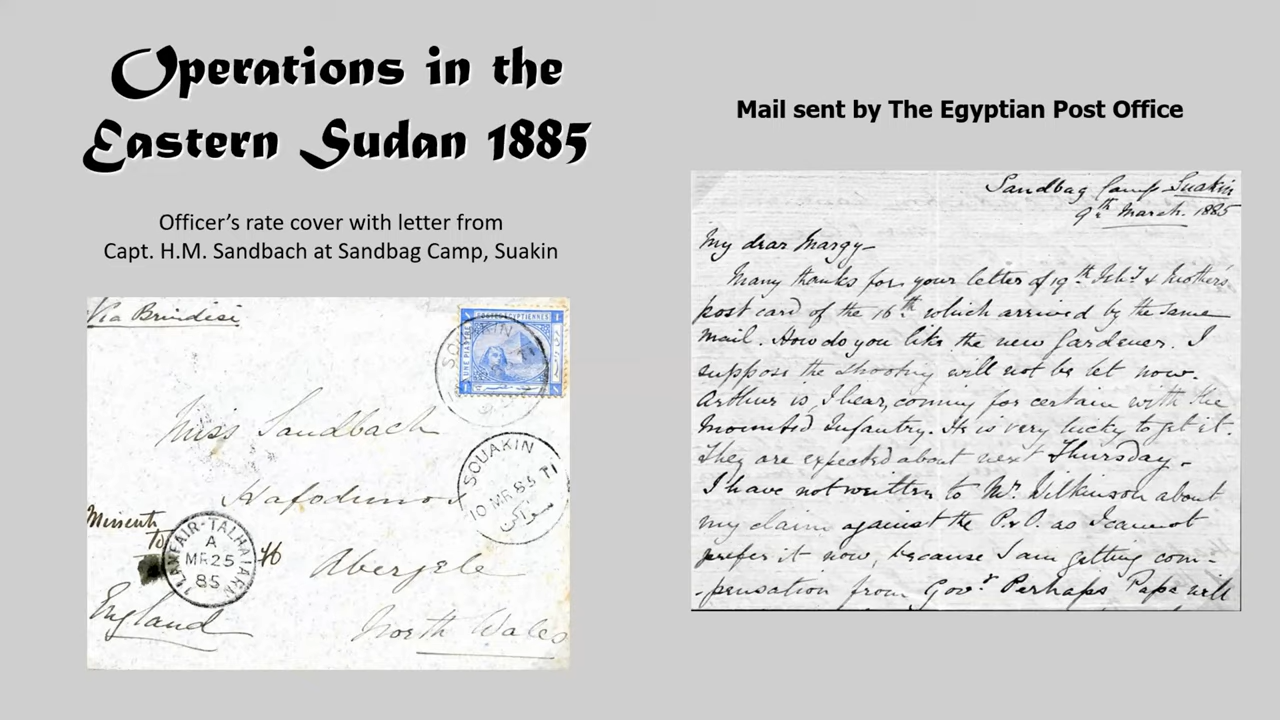 Operations in the
Eastern Sudan 1885
Officer's rate cover with letter from
Capt. H.M. Sandbach at Sandbag Camp, Suakin
Via Brindisi
POSTES EGYPTIENNES
UNE PIASTRE
SOUAKIN
Miss Sandbach
SOUAKIN
10 MR 85 T1
سواكن
Hafodunos
Missent
to
LLANFAIR-TALHAIARN
A
MR 25
85
Abergele
England
North Wales
Mail sent by The Egyptian Post Office
Sandbag Camp Suakin
9th March. 1885
My dear Margy—
Many thanks for your letter of 19th Feby & Mother's
post card of the 16th which arrived by the same
mail. How do you like the new Gardener. I
suppose the shooting will not be let now.
Arthur is, I hear, coming for certain with the
Mounted Infantry. He is very lucky to get it.
They are expected about next Thursday.
I have not written to Mr. Wilkinson about
my claim against the P&O. as I cannot
prefer it now, because I am getting com-
-pensation from Govt. Perhaps Papa will